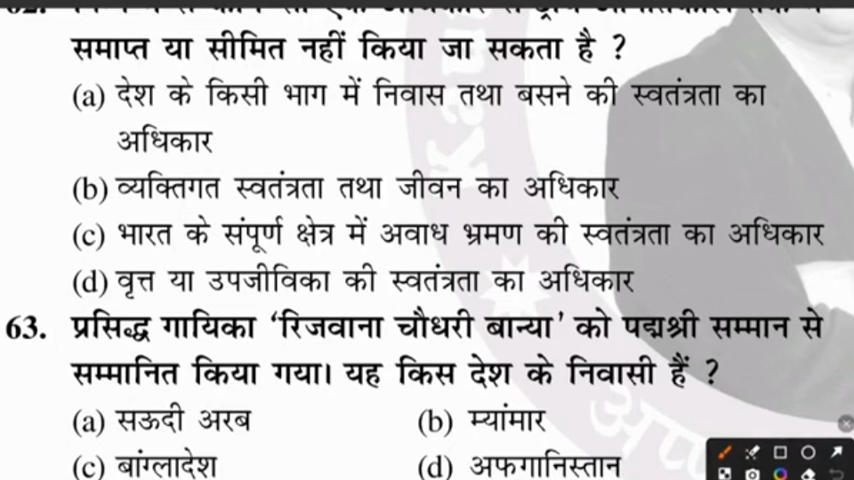 समाप्त या सीमित नहीं किया जा सकता है ?
(a) देश के किसी भाग में निवास तथा बसने की स्वतंत्रता का
अधिकार
(b) व्यक्तिगत स्वतंत्रता तथा जीवन का अधिकार
(c) भारत के संपूर्ण क्षेत्र में अवाध भ्रमण की स्वतंत्रता का अधिकार
(d) वृत्त या उपजीविका की स्वतंत्रता का अधिकार
63. प्रसिद्ध गायिका ‘रिजवाना चौधरी बान्या’ को पद्मश्री सम्मान से
सम्मानित किया गया। यह किस देश के निवासी हैं ?
(a) सऊदी अरब (b) म्यांमार
(c) बांग्लादेश (d) अफगानिस्तान